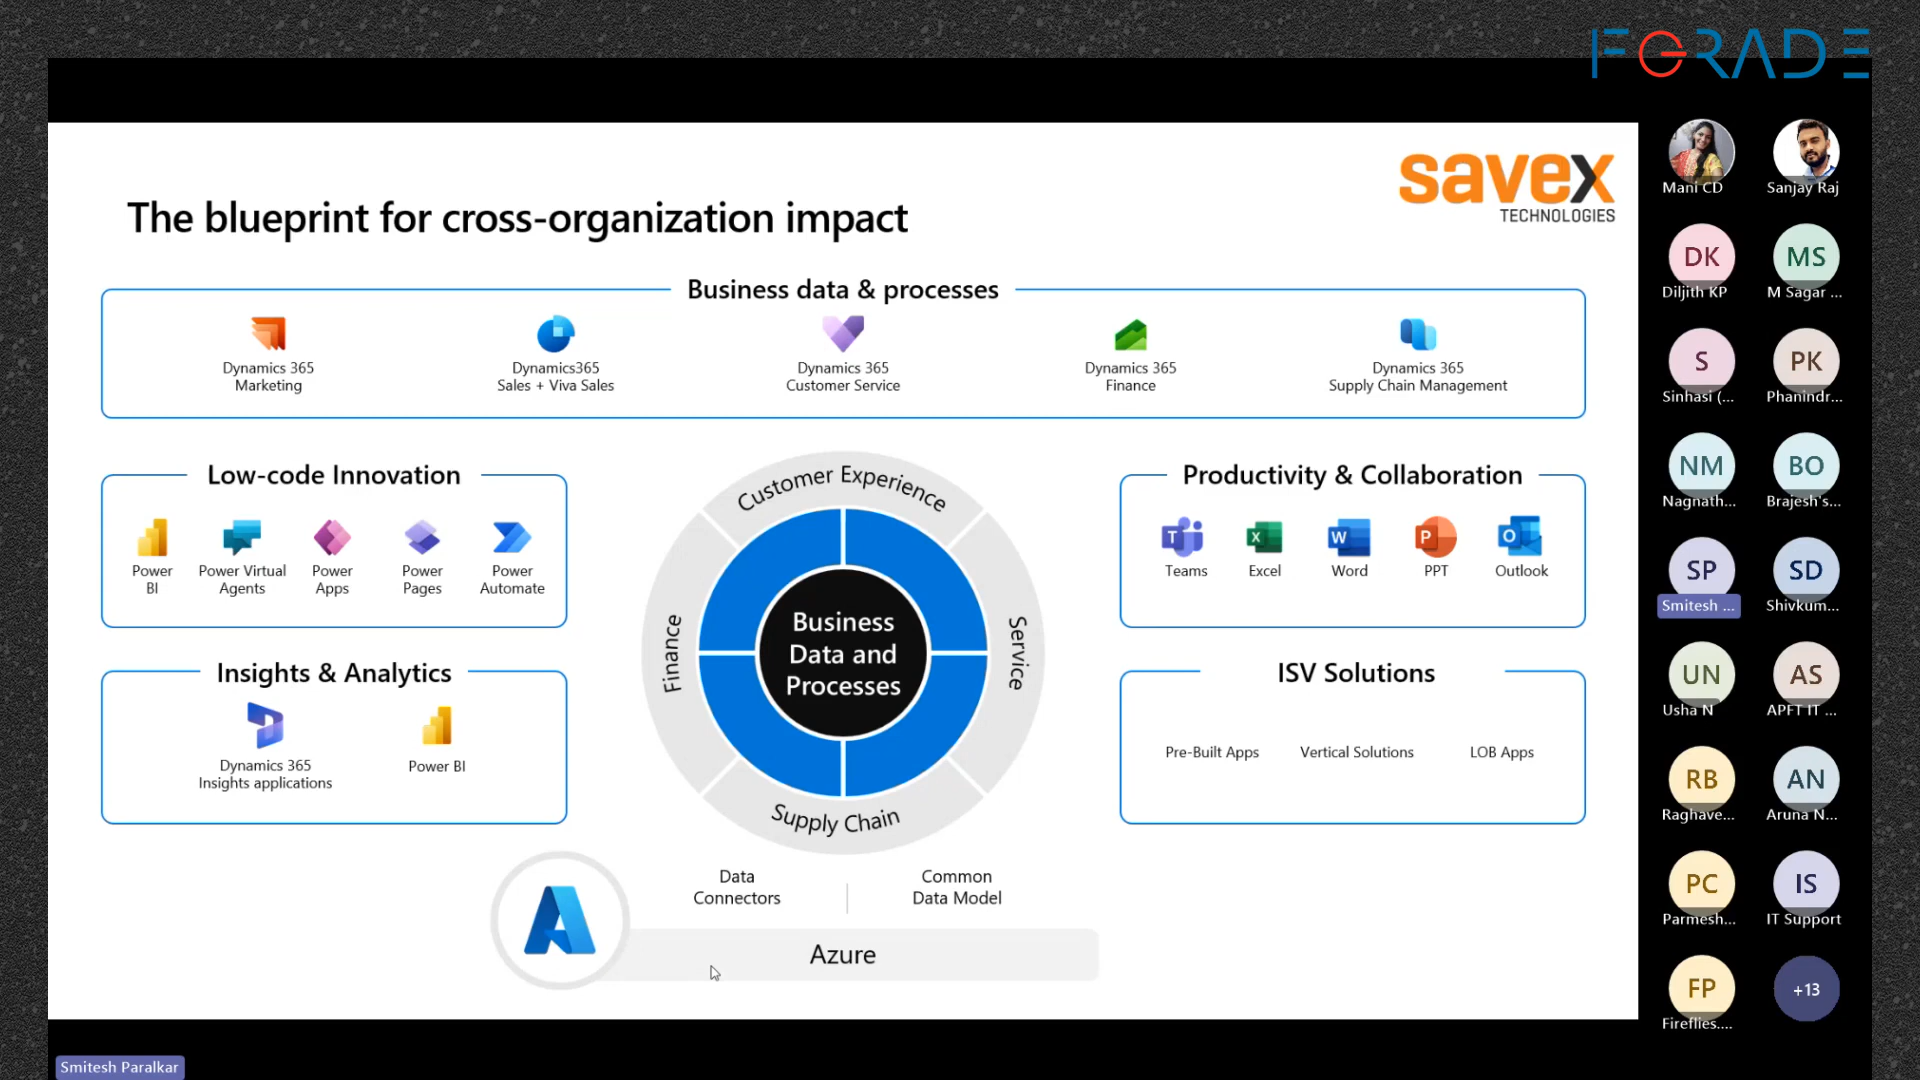 FGRADE
savex
TECHNOLOGIES
The blueprint for cross-organization impact
Business data & processes
Dynamics 365
Marketing
Dynamics365
Sales + Viva Sales
Dynamics 365
Customer Service
Dynamics 365
Finance
Dynamics 365
Supply Chain Management
Low-code Innovation
Power
BI
Power Virtual
Agents
Power
Apps
Power
Pages
Power
Automate
Insights & Analytics
Dynamics 365
Insights applications
Power BI
Customer Experience
Finance
Service
Supply Chain
Business
Data and
Processes
Productivity & Collaboration
T
X
W
P
O
Teams
Excel
Word
PPT
Outlook
ISV Solutions
Pre-Built Apps
Vertical Solutions
LOB Apps
Data
Connectors
Common
Data Model
Azure
Mani CD
Sanjay Raj
DK
Diljith KP
MS
M Sagar ...
S
Sinhasi (...
PK
Phanindr...
NM
Nagnath...
BO
Brajesh's...
SP
Smitesh ...
SD
Shivkum...
UN
Usha N
AS
APFT IT ...
RB
Raghave...
AN
Aruna N...
PC
Parmesh...
IS
IT Support
FP
Fireflies....
+13
Smitesh Paralkar